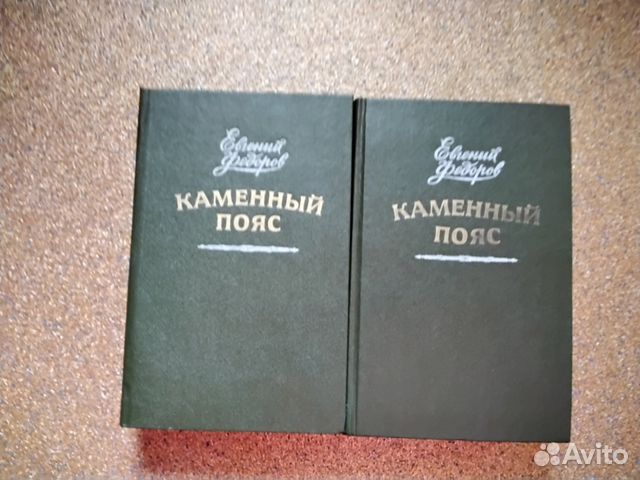 Евгений
Федоров
КАМЕННЫЙ
ПОЯС
Евгений
Федоров
КАМЕННЫЙ
ПОЯС
Avito